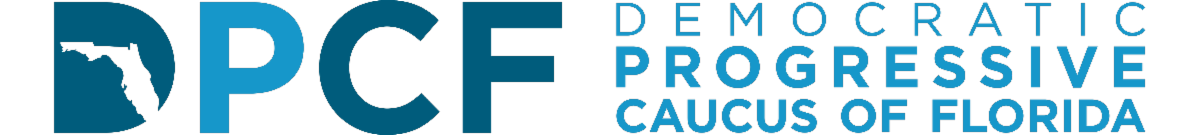 DPCF
DEMOCRATIC
PROGRESSIVE
CAUCUS OF FLORIDA